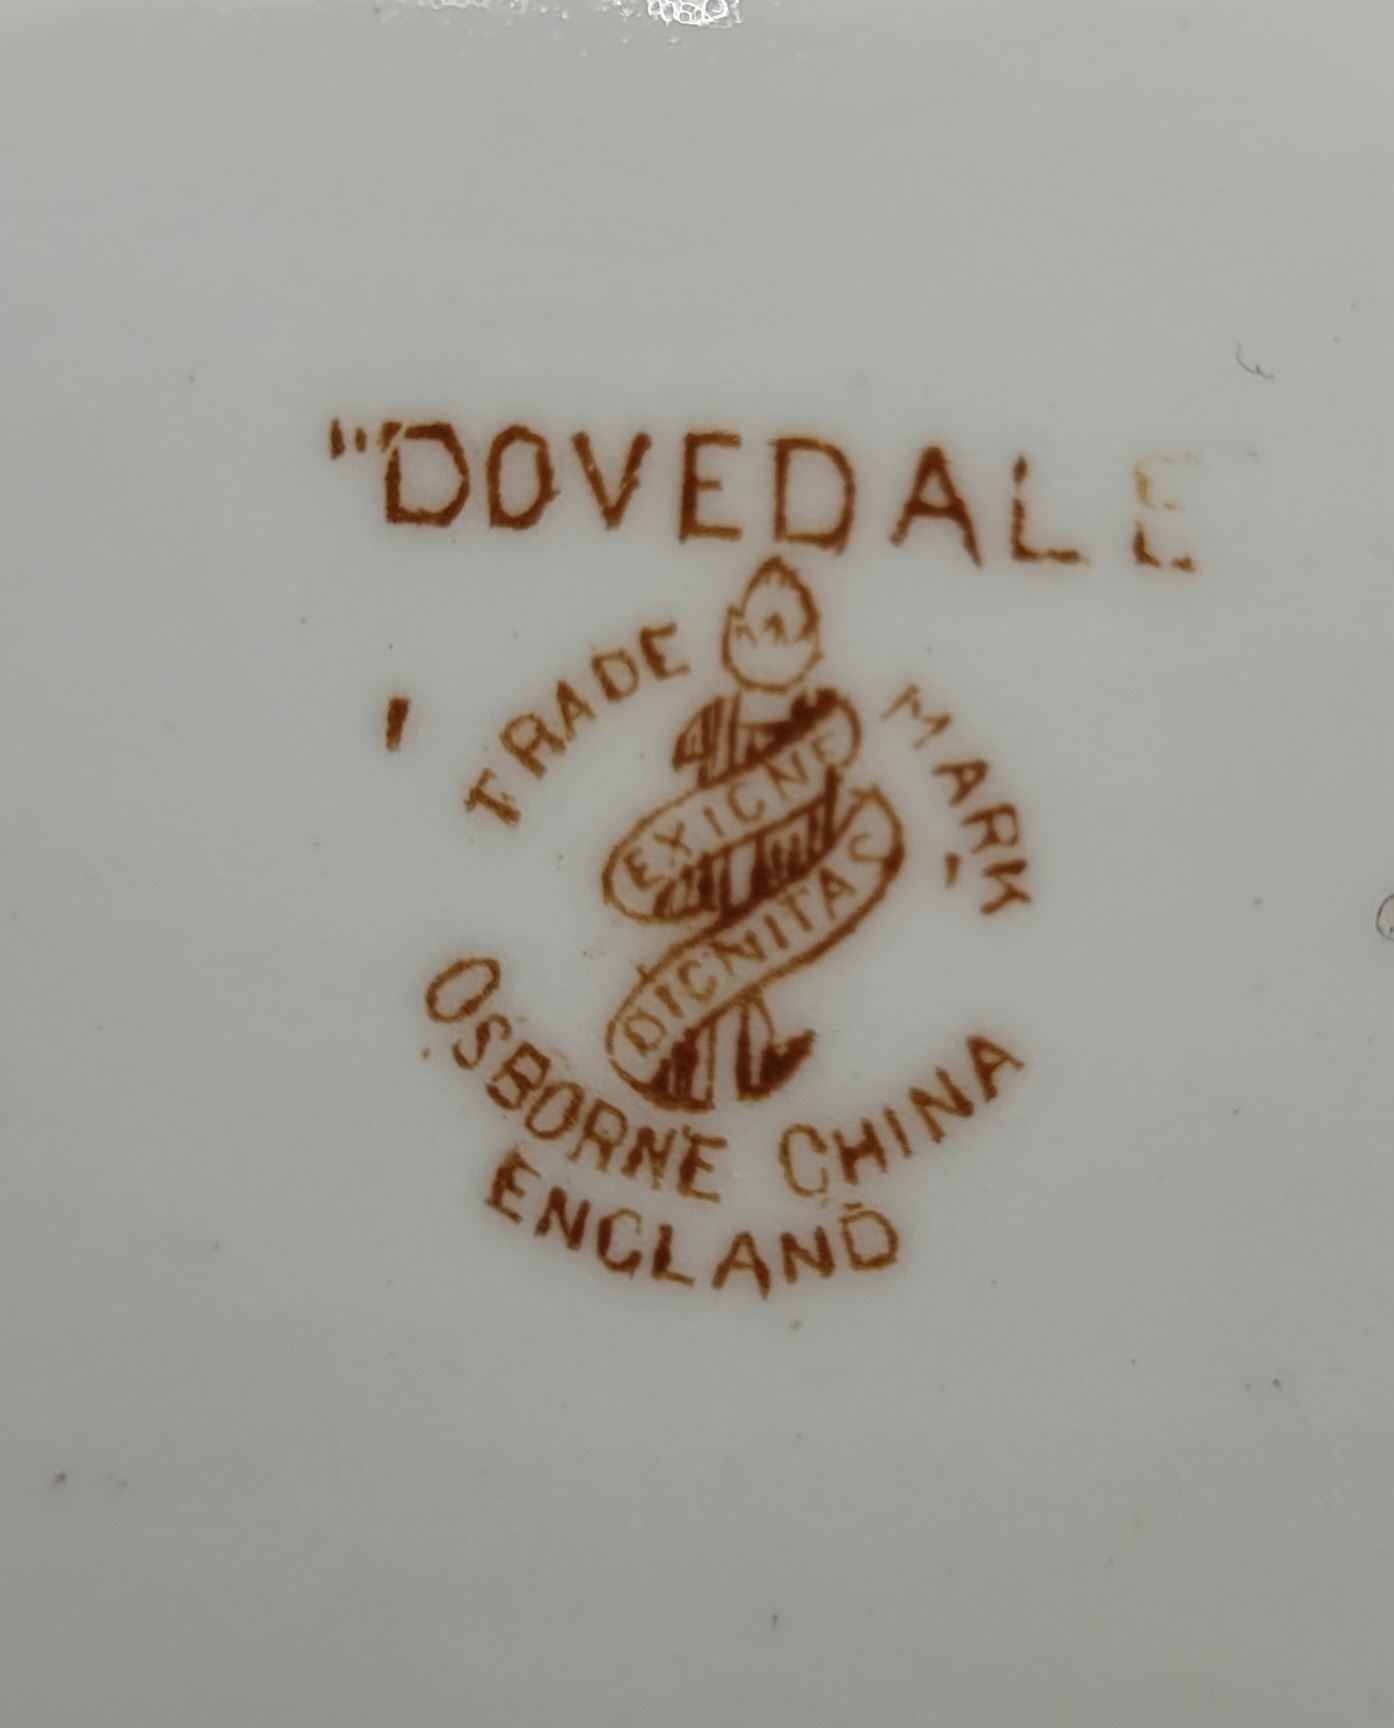 "DOVEDALE
TRADE MARK
EXIGNE
DIGNITAS
OSBORNE CHINA
ENGLAND